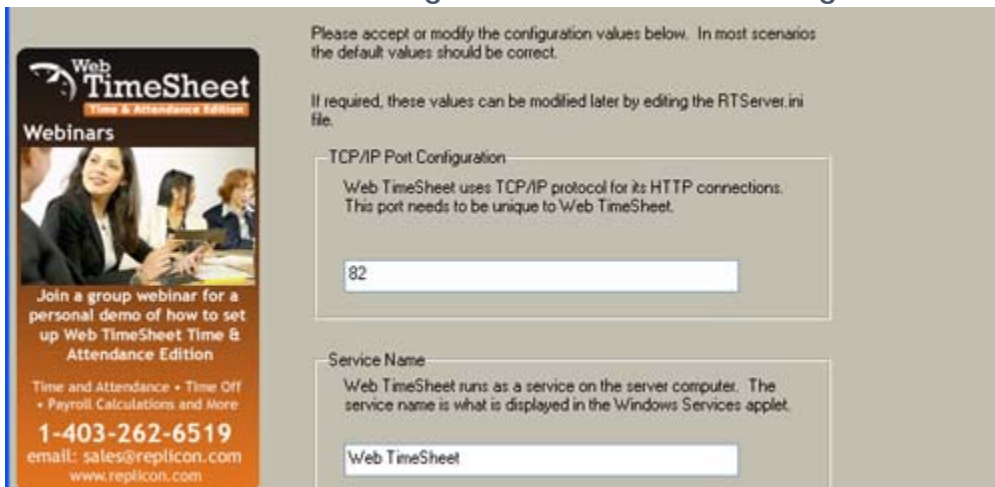 Web
TimeSheet
Time & Attendance Edition
Webinars
Join a group webinar for a
personal demo of how to set
up Web TimeSheet Time &
Attendance Edition
Time and Attendance • Time Off
• Payroll Calculations and More
1-403-262-6519
email: sales@replicon.com
www.replicon.com
Please accept or modify the configuration values below. In most scenarios
the default values should be correct.
If required, these values can be modified later by editing the RTServer.ini
file.
TCP/IP Port Configuration
Web TimeSheet uses TCP/IP protocol for its HTTP connections.
This port needs to be unique to Web TimeSheet.
82
Service Name
Web TimeSheet runs as a service on the server computer. The
service name is what is displayed in the Windows Services applet.
Web TimeSheet